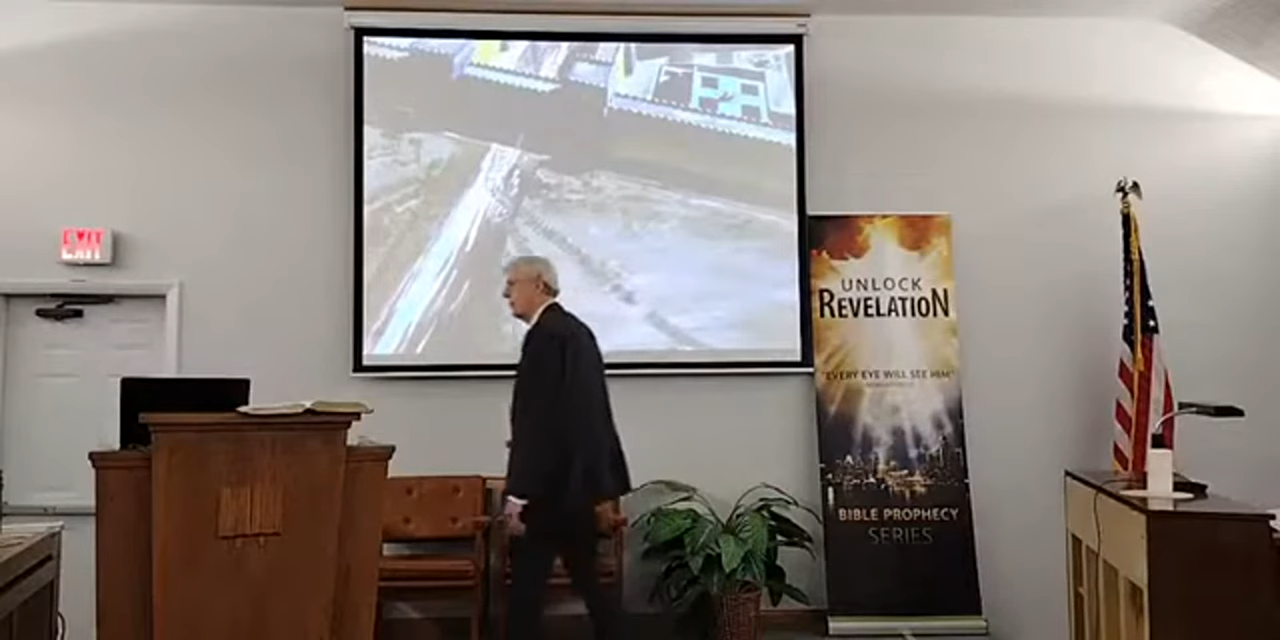 EXIT
UNLOCK
REVELATION
"EVERY EYE WILL SEE HIM"
BIBLE PROPHECY
SERIES